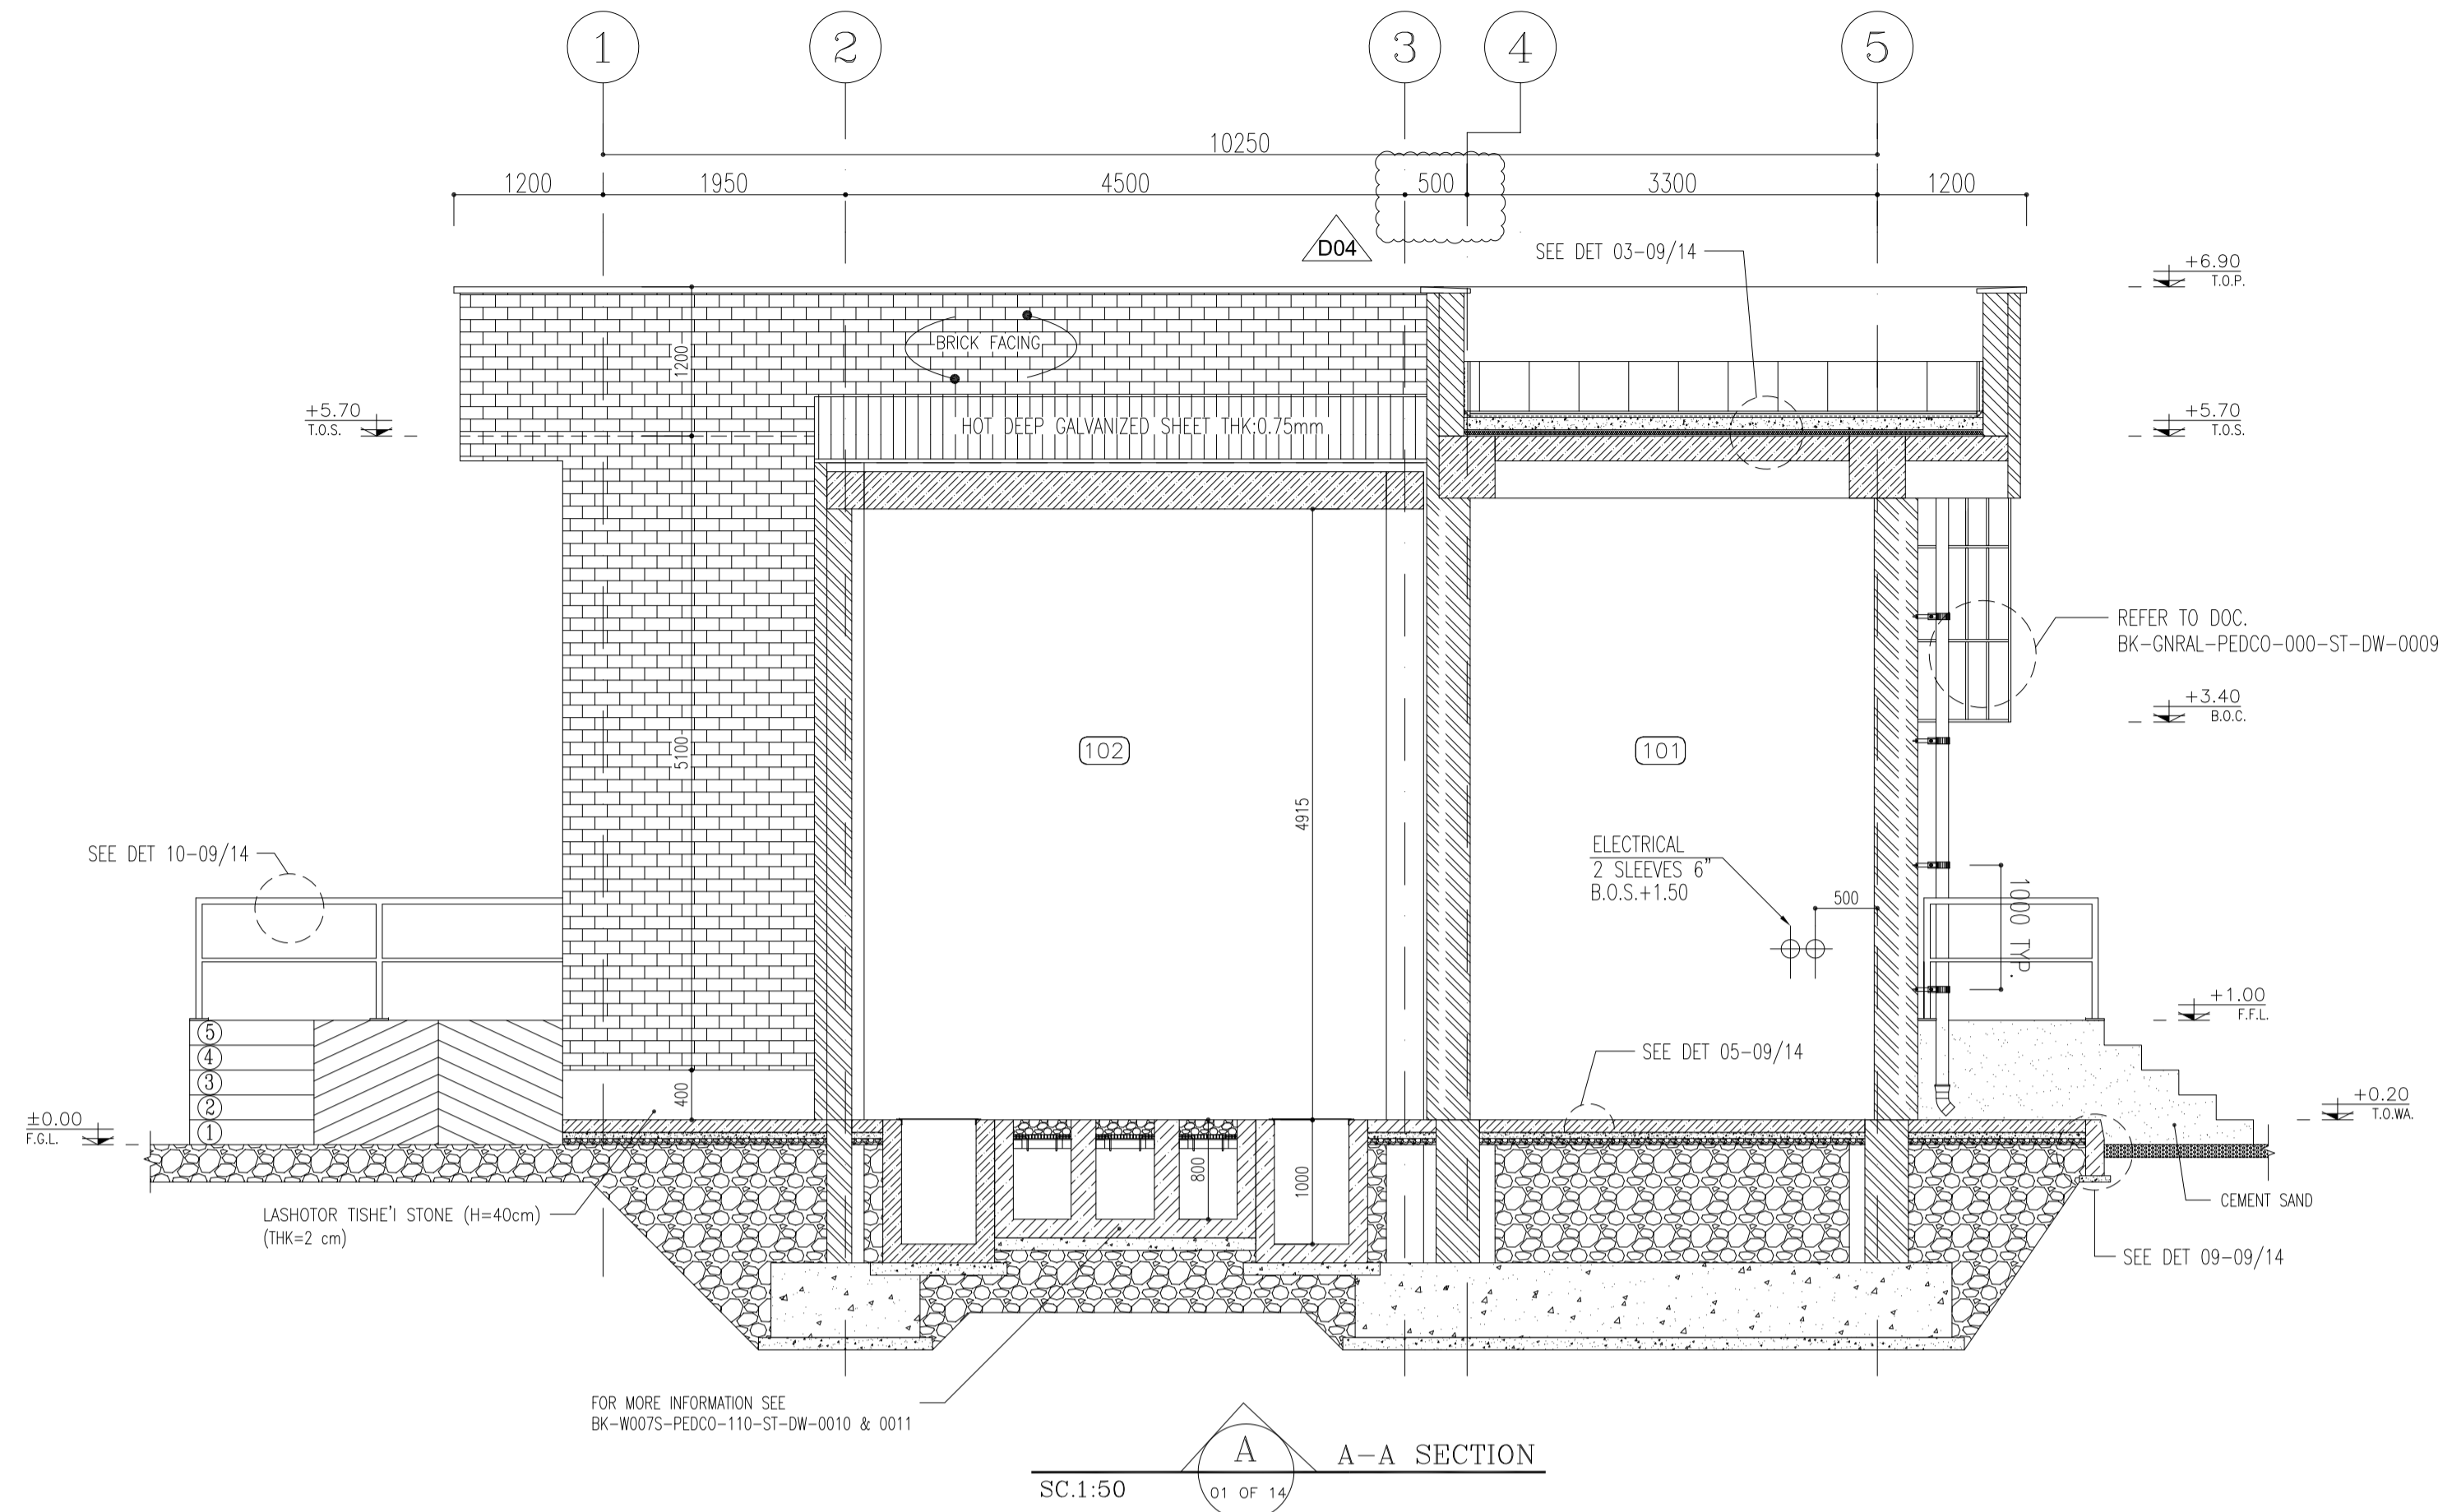 1
2
3
4
5
10250
1200
1950
4500
500
3300
1200
D04
SEE DET 03-09/14
+6.90
T.O.P.
BRICK FACING
1200
+5.70
T.O.S.
+5.70
T.O.S.
HOT DEEP GALVANIZED SHEET THK:0.75mm
REFER TO DOC.
BK-GNRAL-PEDCO-000-ST-DW-0009
+3.40
B.O.C.
5100
102
101
4915
SEE DET 10-09/14
ELECTRICAL
2 SLEEVES 6"
B.O.S.+1.50
500
1000 TYP.
+1.00
F.F.L.
5
4
3
2
1
SEE DET 05-09/14
400
±0.00
F.G.L.
+0.20
T.O.WA.
800
1000
LASHOTOR TISHE'I STONE (H=40cm)
(THK=2 cm)
CEMENT SAND
SEE DET 09-09/14
FOR MORE INFORMATION SEE
BK-W007S-PEDCO-110-ST-DW-0010 & 0011
A
A-A SECTION
SC.1:50
01 OF 14